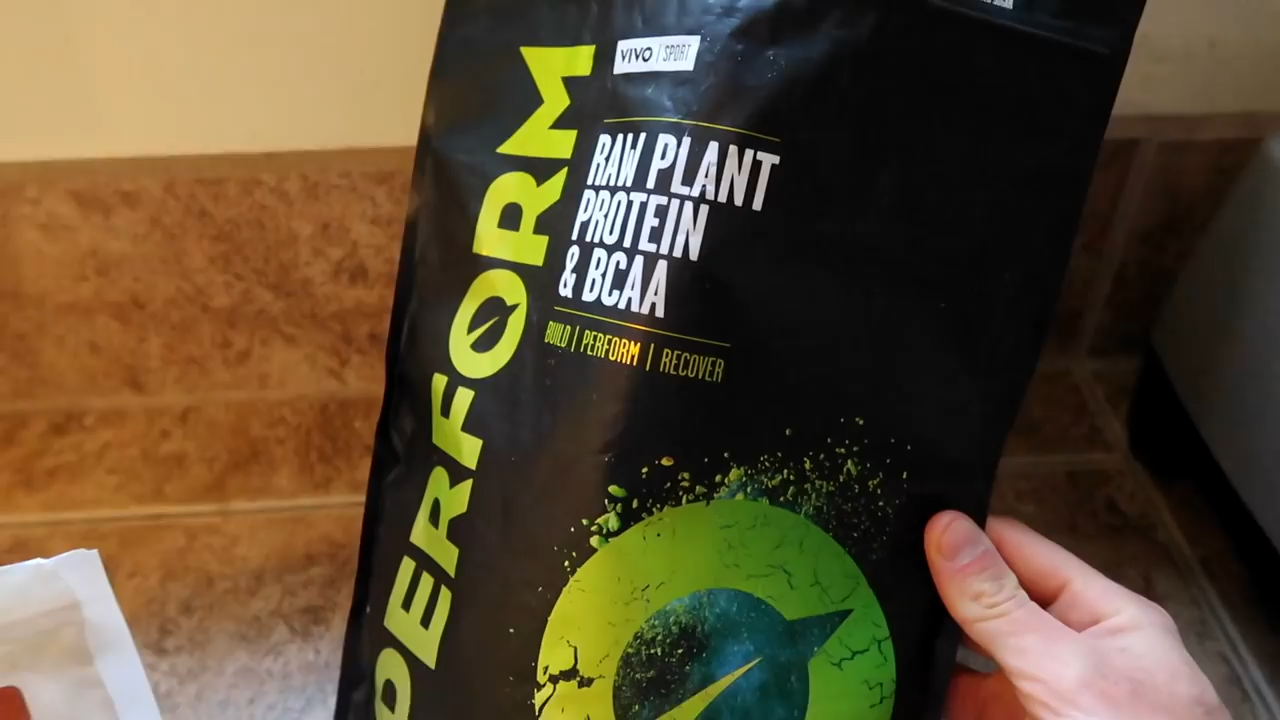 VIVO | SPORT
PERFORM
RAW PLANT
PROTEIN
& BCAA
BUILD | PERFORM | RECOVER